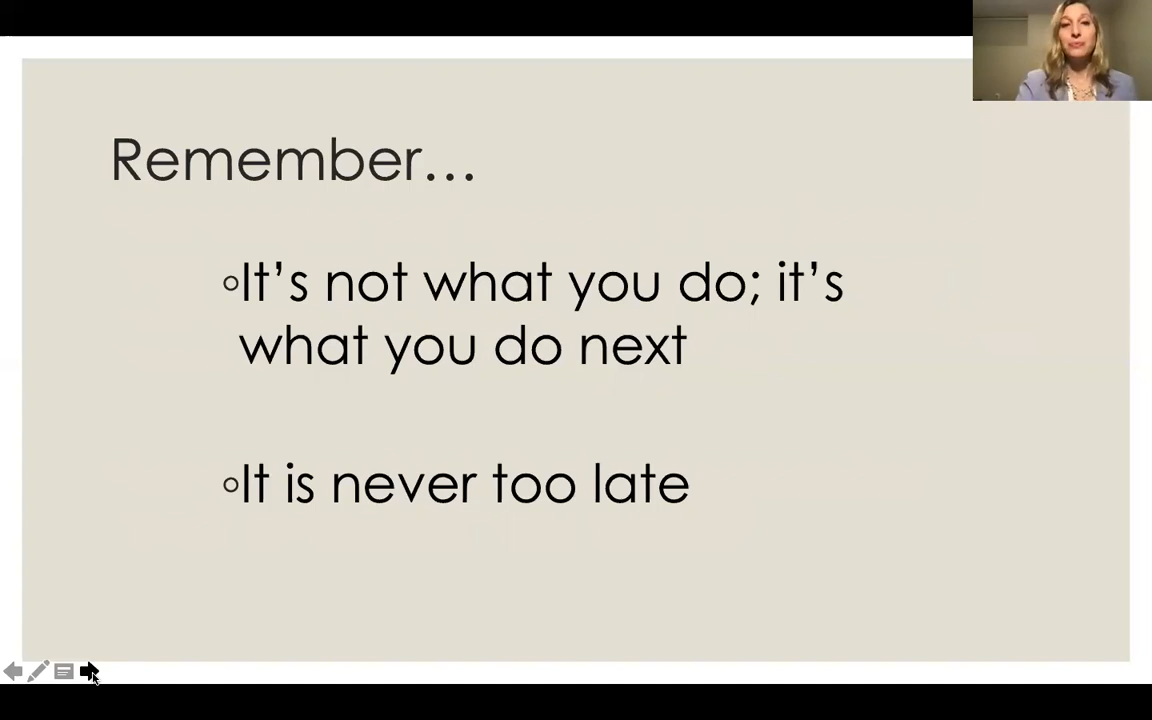 Remember…
◦It’s not what you do; it’s
what you do next
◦It is never too late